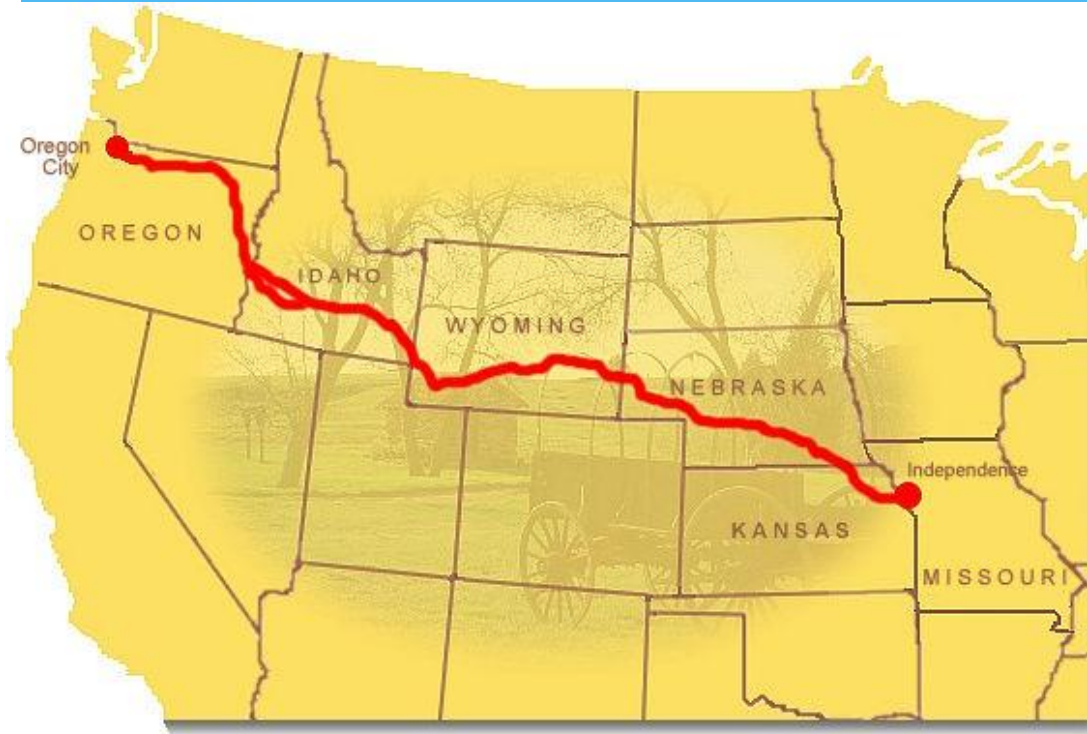 Oregon
City
OREGON
IDAHO
WYOMING
NEBRASKA
Independence
KANSAS
MISSOURI